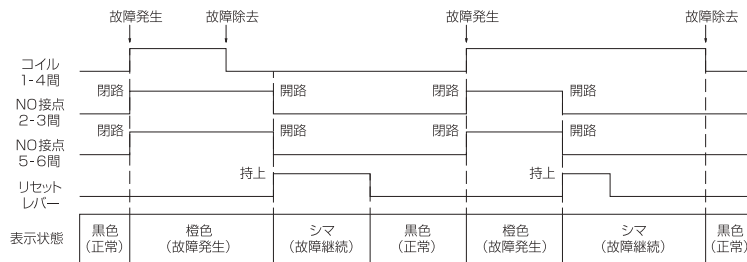 故障発生 故障除去 故障発生 故障除去
コイル
1-4間
閉路 開路 閉路 開路
NO接点
2-3間
閉路 開路 閉路 開路
NO接点
5-6間
持上 持上
リセット
レバー
表示状態
黒色
(正常)
橙色
(故障発生)
シマ
(故障継続)
黒色
(正常)
橙色
(故障発生)
シマ
(故障継続)
黒色
(正常)